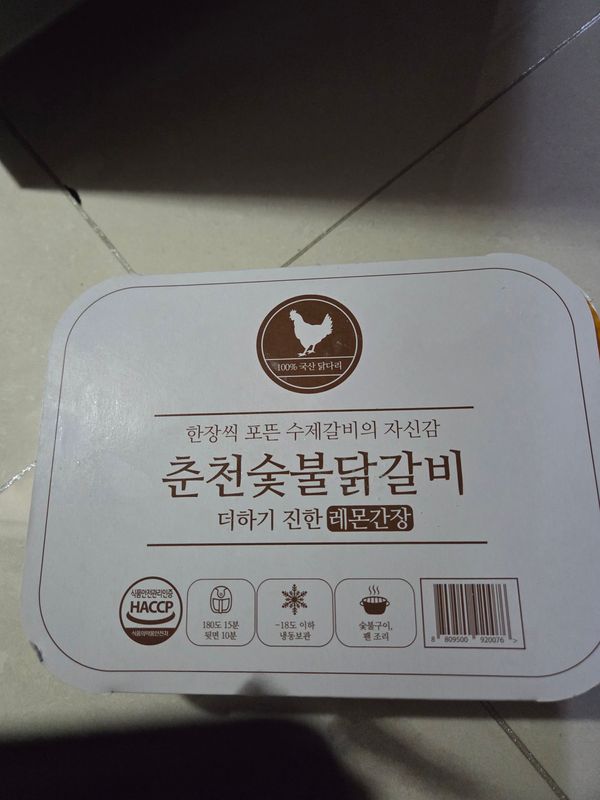 100% 국산 닭다리
한장씩 포뜬 수제갈비의 자신감
춘천숯불닭갈비
더하기 진한 레몬간장
식품안전관리인증
HACCP
식품의약품안전처
180도 15분
뒷면 10분
-18도 이하
냉동보관
숯불구이,
팬 조리
8 809500 920076 >